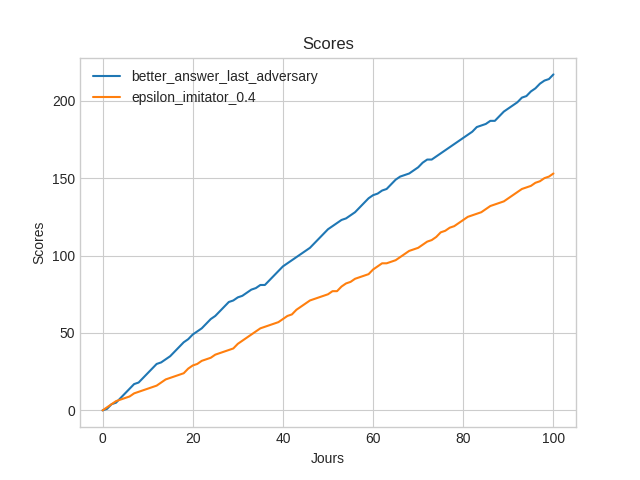 Scores
better_answer_last_adversary
epsilon_imitator_0.4
200
150
100
50
0
Scores
0 20 40 60 80 100
Jours